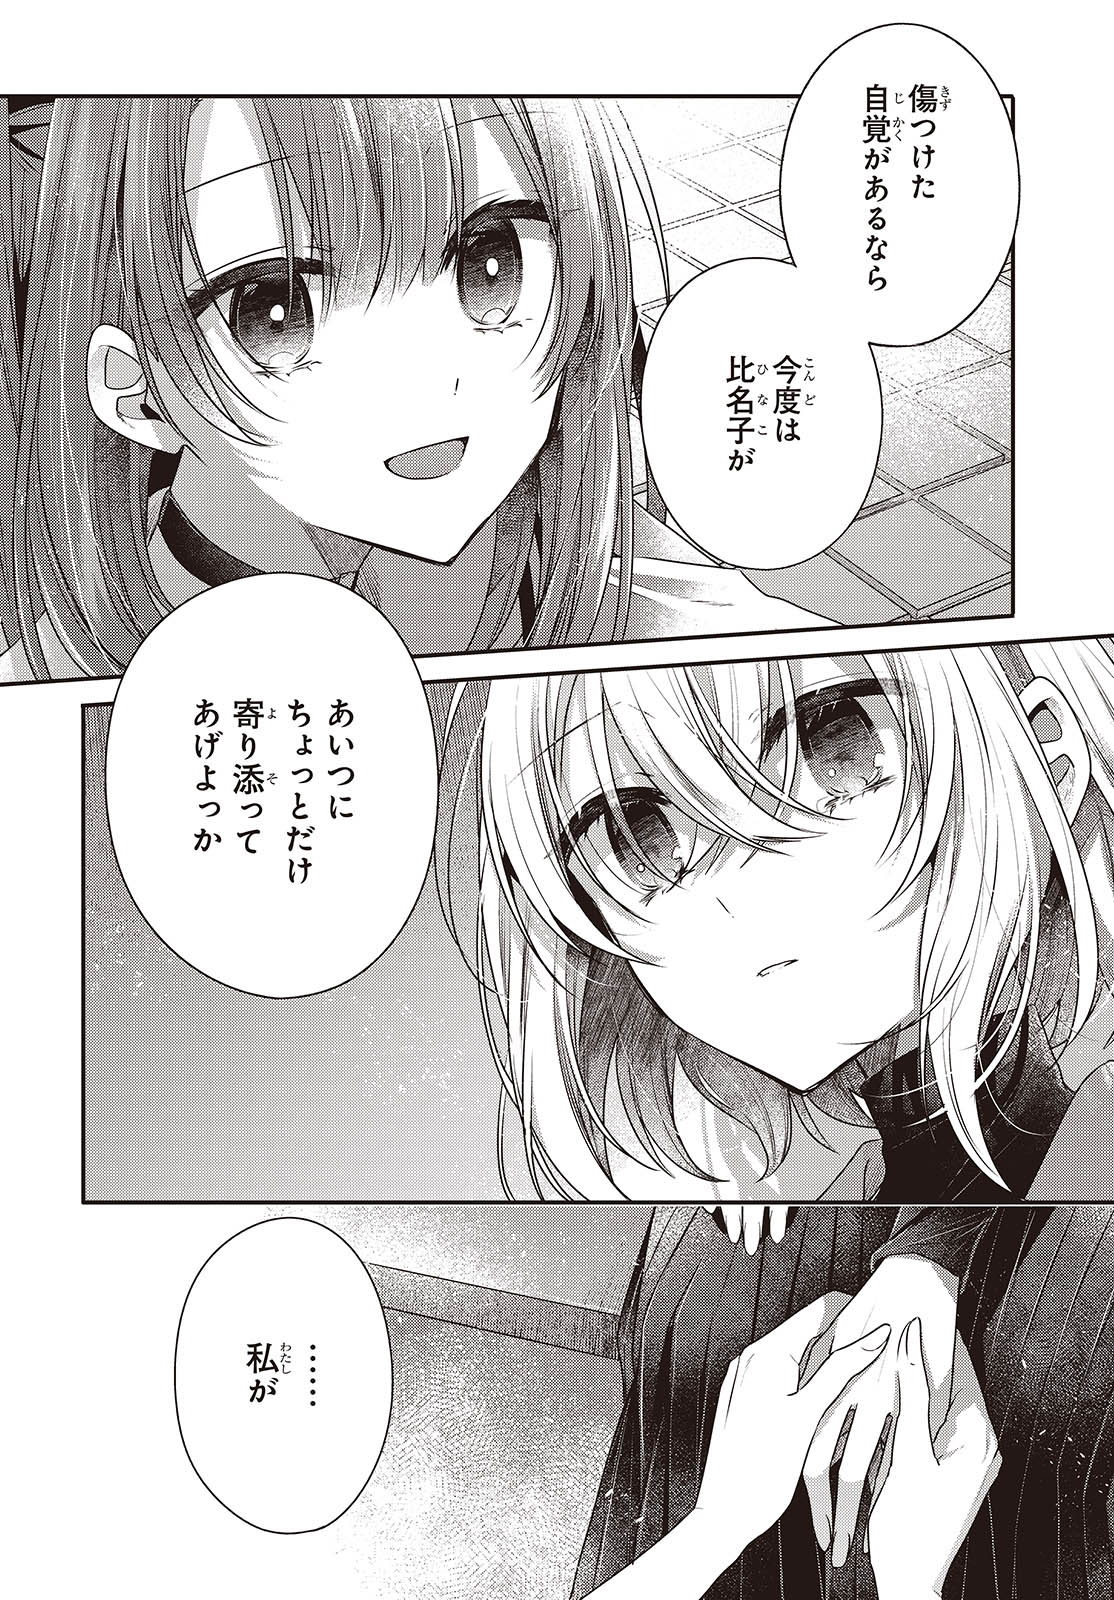 傷つけた
自覚があるなら
今度は
比名子が
あいつに
ちょっとだけ
寄り添って
あげよっか
……
私が